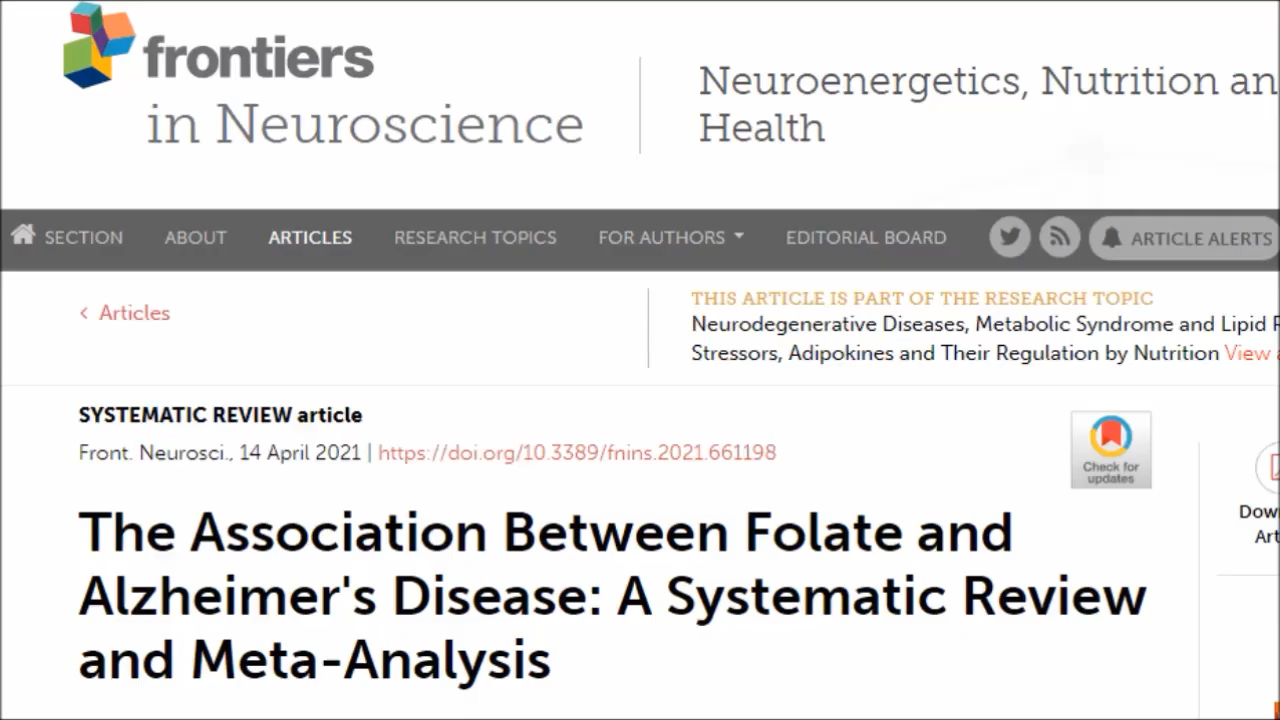 frontiers
in Neuroscience
Neuroenergetics, Nutrition an
Health
SECTION
ABOUT
ARTICLES
RESEARCH TOPICS
FOR AUTHORS
EDITORIAL BOARD
ARTICLE ALERTS
< Articles
THIS ARTICLE IS PART OF THE RESEARCH TOPIC
Neurodegenerative Diseases, Metabolic Syndrome and Lipid
Stressors, Adipokines and Their Regulation by Nutrition View
SYSTEMATIC REVIEW article
Front. Neurosci., 14 April 2021 | https://doi.org/10.3389/fnins.2021.661198
Check for
updates
Dow
Art
The Association Between Folate and
Alzheimer's Disease: A Systematic Review
and Meta-Analysis